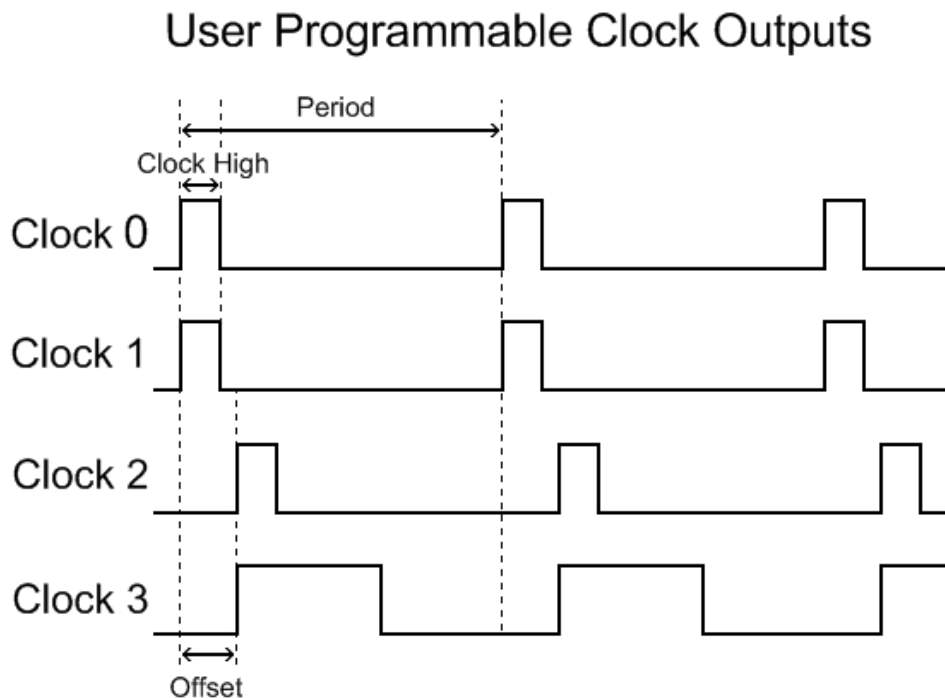 User Programmable Clock Outputs
Period
Clock High
Clock 0
Clock 1
Clock 2
Clock 3
Offset